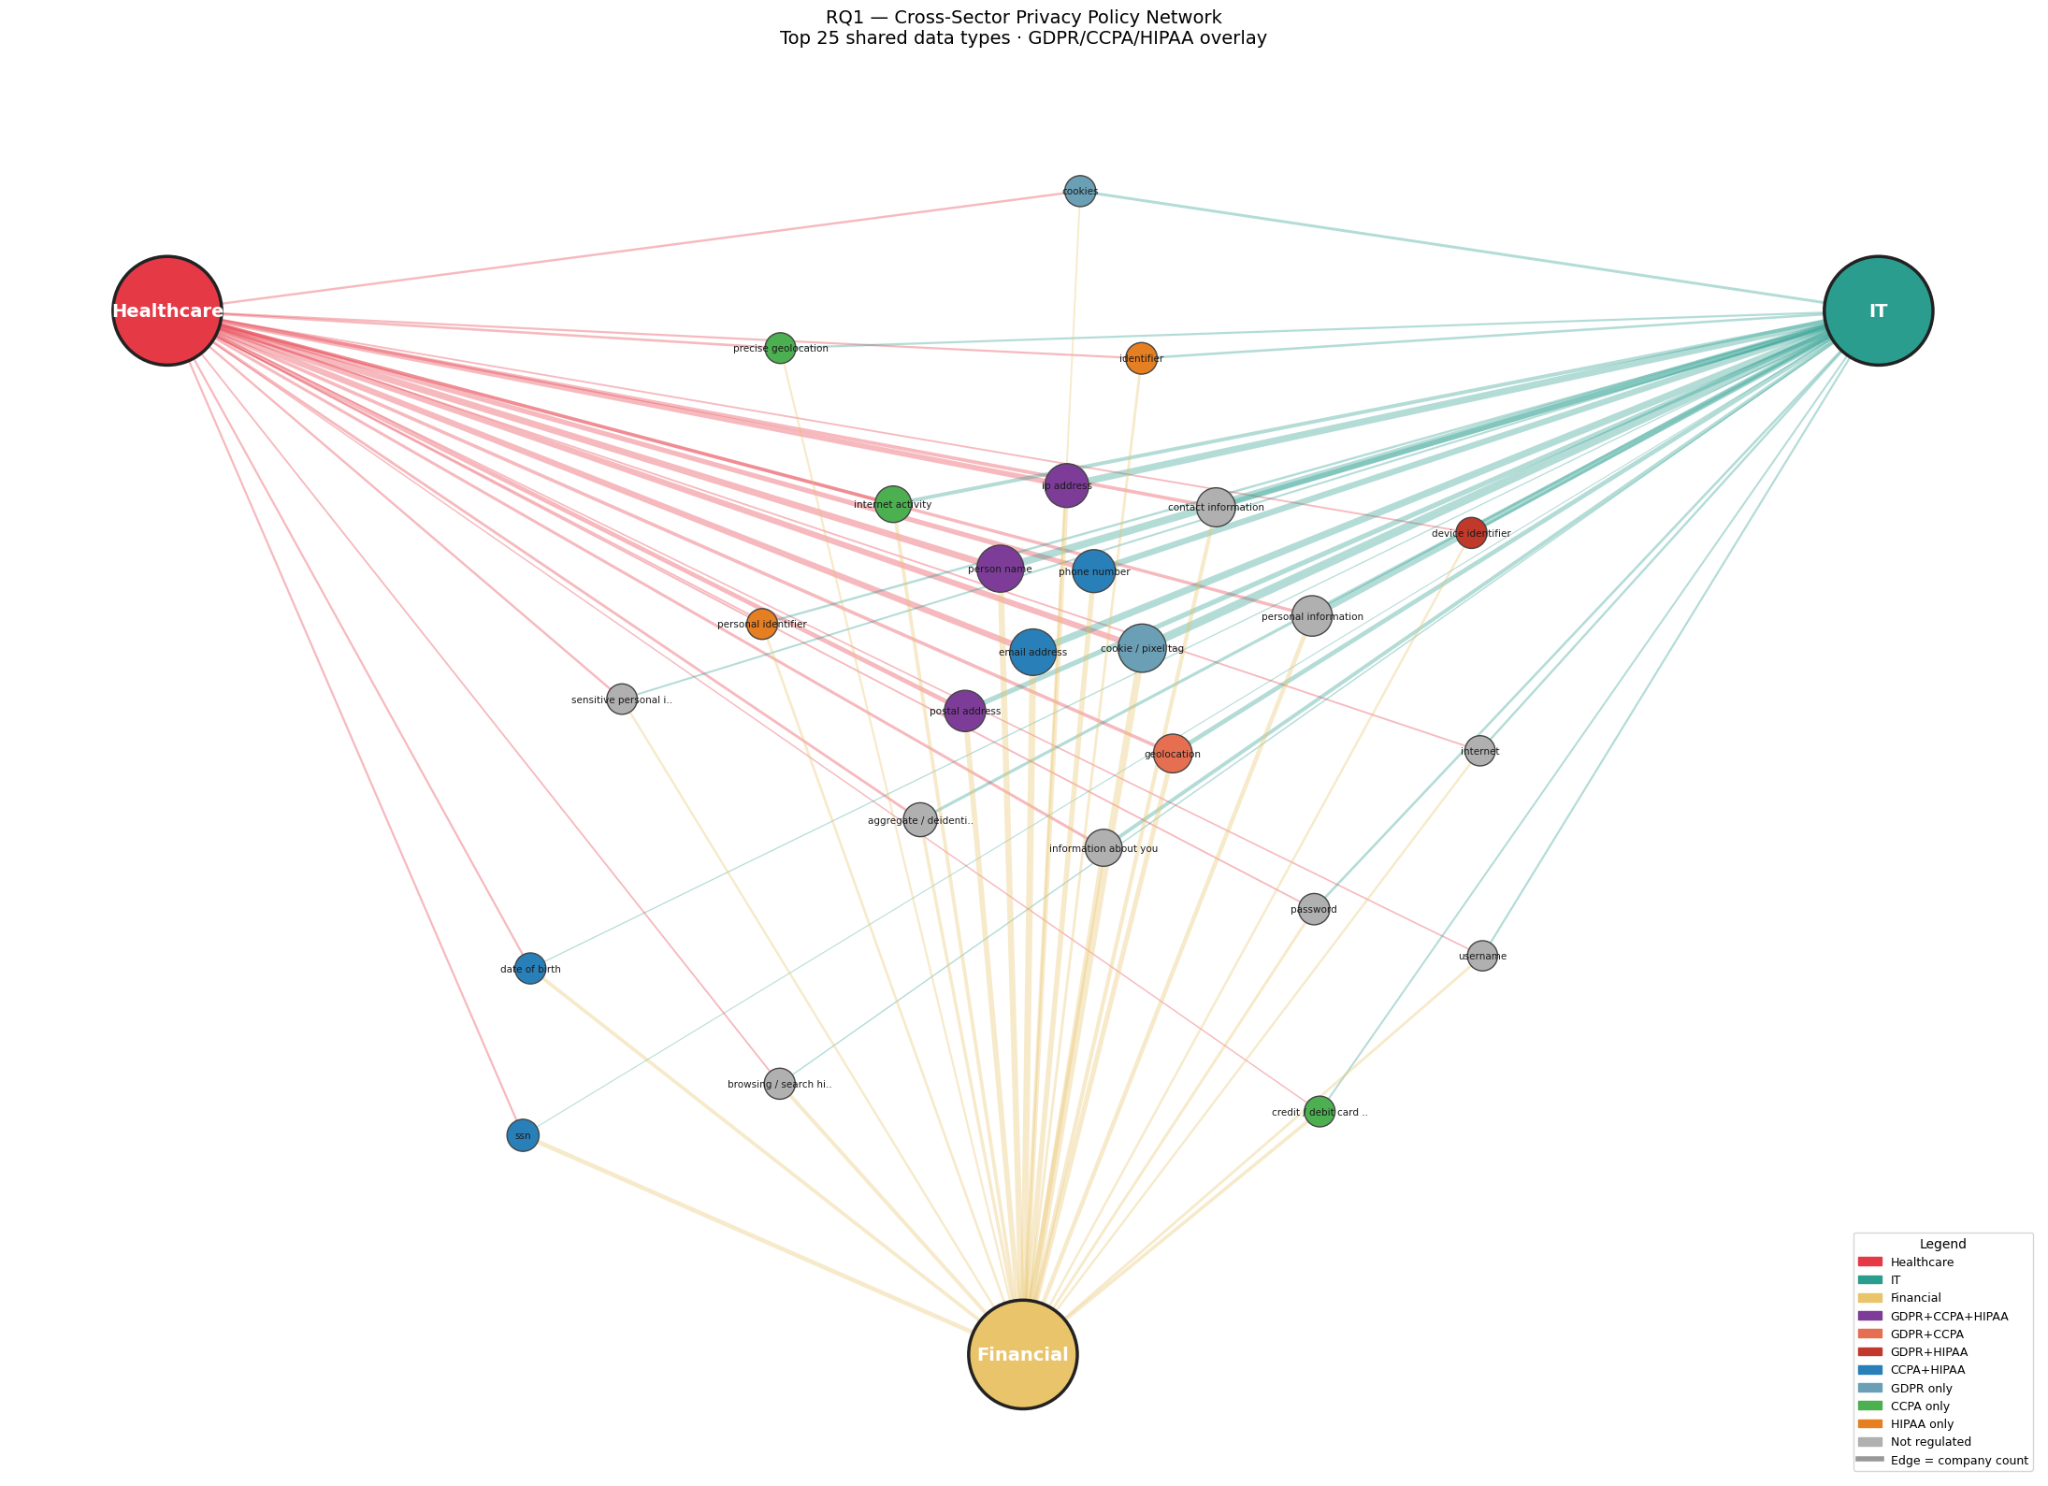 RQ1 — Cross-Sector Privacy Policy Network
Top 25 shared data types · GDPR/CCPA/HIPAA overlay
cookies
Healthcare
IT
precise geolocation
identifier
ip address
internet activity
contact information
device identifier
person name
phone number
personal information
personal identifier
email address
cookie / pixel tag
sensitive personal i..
postal address
internet
geolocation
aggregate / deidenti..
information about you
password
username
date of birth
browsing / search hi..
credit / debit card ..
ssn
Financial
Legend
Healthcare
IT
Financial
GDPR+CCPA+HIPAA
GDPR+CCPA
GDPR+HIPAA
CCPA+HIPAA
GDPR only
CCPA only
HIPAA only
Not regulated
Edge = company count